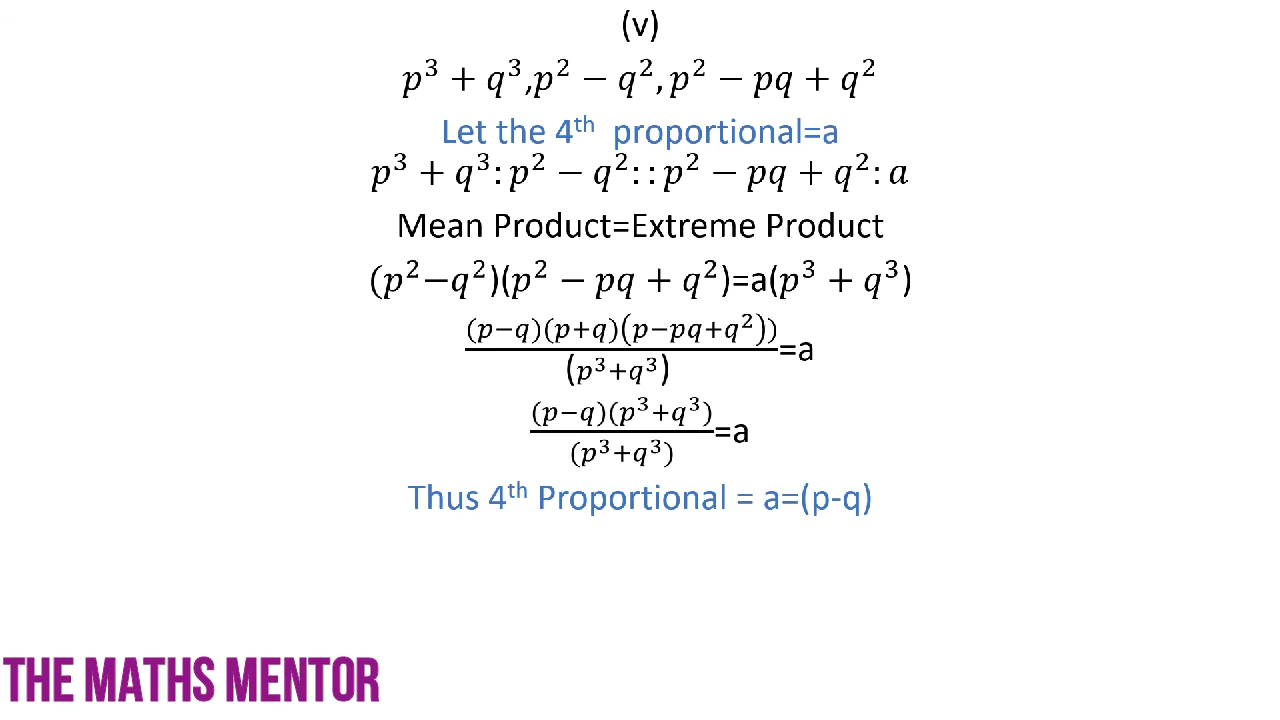 (v)
p³ + q³,p² − q², p² − pq + q²
Let the 4ᵗʰ proportional=a
p³ + q³: p² − q²: : p² − pq + q²: a
Mean Product=Extreme Product
(p²−q²)(p² − pq + q²)=a(p³ + q³)
(p−q)(p+q)(p−pq+q²))/(p³+q³)=a
(p−q)(p³+q³)/(p³+q³)=a
Thus 4ᵗʰ Proportional = a=(p-q)
THE MATHS MENTOR